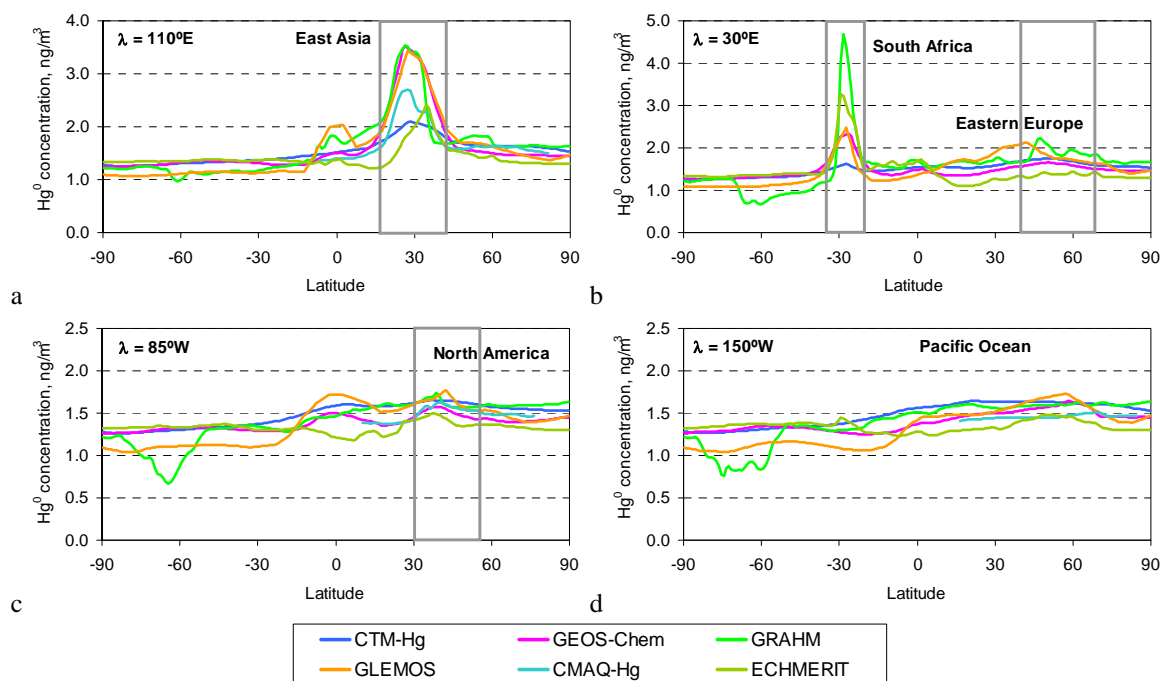 λ = 110ºE
East Asia
Hg⁰ concentration, ng/m³
4.0
3.0
2.0
1.0
0.0
-90 -60 -30 0 30 60 90
Latitude
a
λ = 30ºE
South Africa
Eastern Europe
Hg⁰ concentration, ng/m³
5.0
4.0
3.0
2.0
1.0
0.0
-90 -60 -30 0 30 60 90
Latitude
b
λ = 85ºW
North America
Hg⁰ concentration, ng/m³
2.5
2.0
1.5
1.0
0.5
0.0
-90 -60 -30 0 30 60 90
Latitude
c
λ = 150ºW
Pacific Ocean
Hg⁰ concentration, ng/m³
2.5
2.0
1.5
1.0
0.5
0.0
-90 -60 -30 0 30 60 90
Latitude
d
CTM-Hg GEOS-Chem GRAHM
GLEMOS CMAQ-Hg ECHMERIT